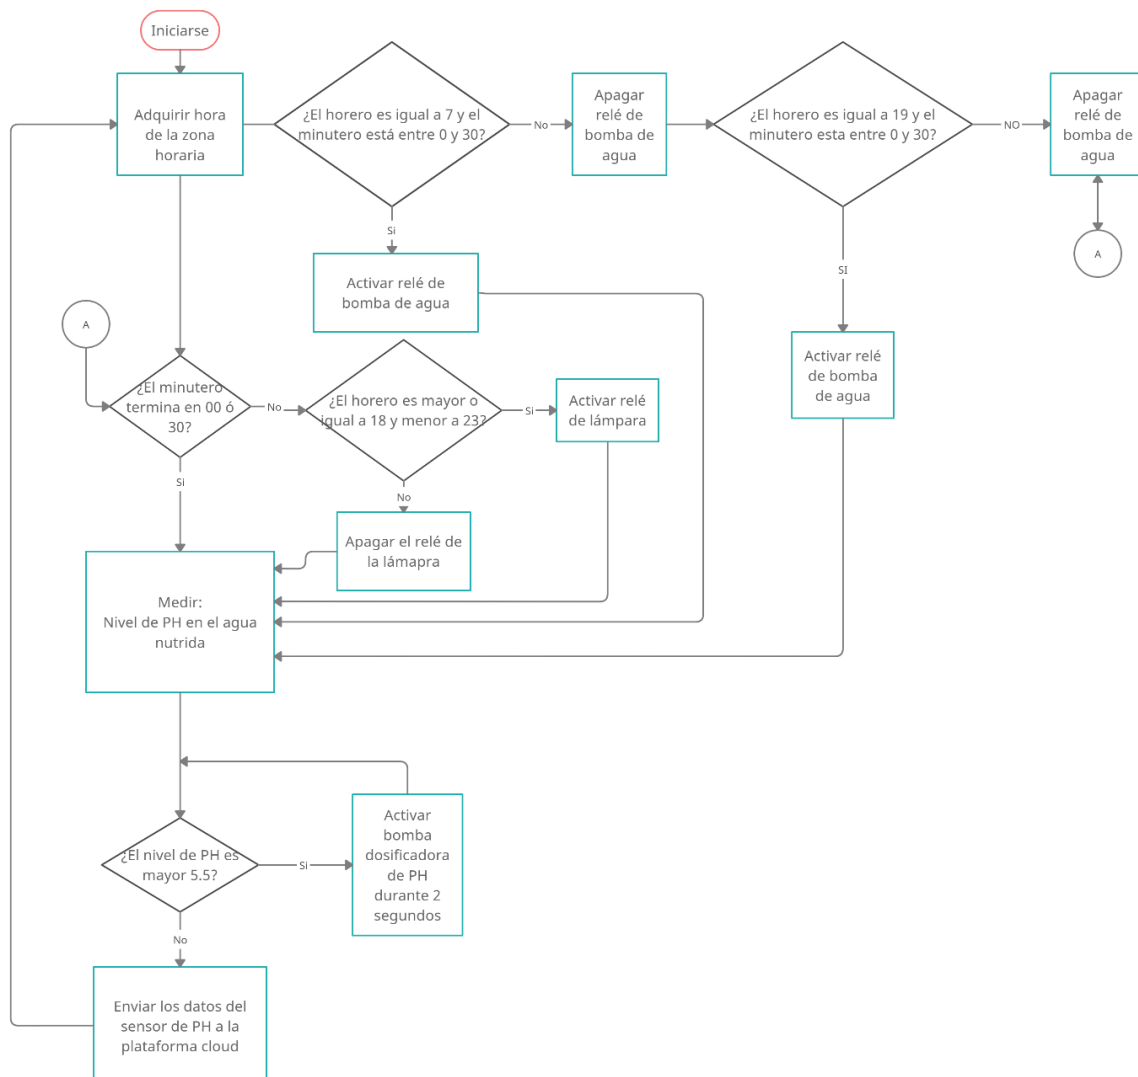 Iniciarse
Adquirir hora
de la zona
horaria
¿El horero es igual a 7 y el
minutero está entre 0 y 30?
No
Apagar
relé de
bomba de
agua
¿El horero es igual a 19 y el
minutero esta entre 0 y 30?
NO
Apagar
relé de
bomba de
agua
A
Si
Activar relé de
bomba de agua
SI
Activar relé
de bomba
de agua
A
¿El minutero
termina en 00 ó
30?
No
¿El horero es mayor o
igual a 18 y menor a 23?
Si
Activar relé
de lámpara
Si
No
Apagar el relé de
la lámapra
Medir:
Nivel de PH en el agua
nutrida
¿El nivel de PH es
mayor 5.5?
Si
Activar
bomba
dosificadora
de PH
durante 2
segundos
No
Enviar los datos del
sensor de PH a la
plataforma cloud